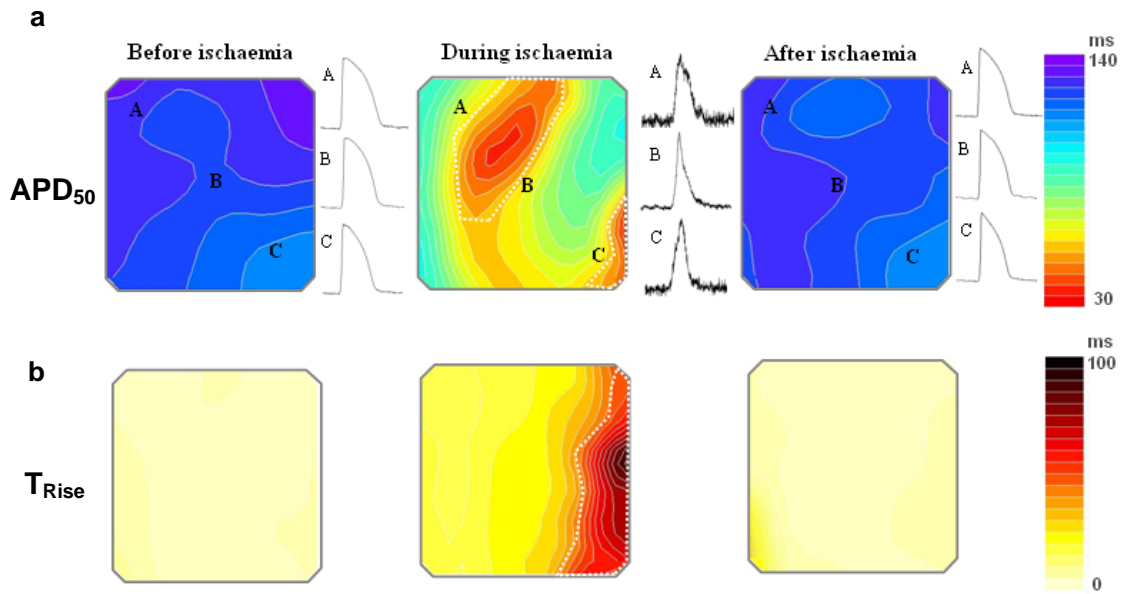 a
Before ischaemia
During ischaemia
After ischaemia
ms
140
30
APD50
A
B
C
A
B
C
A
B
C
A
B
C
A
B
C
A
B
C
b
ms
100
0
TRise